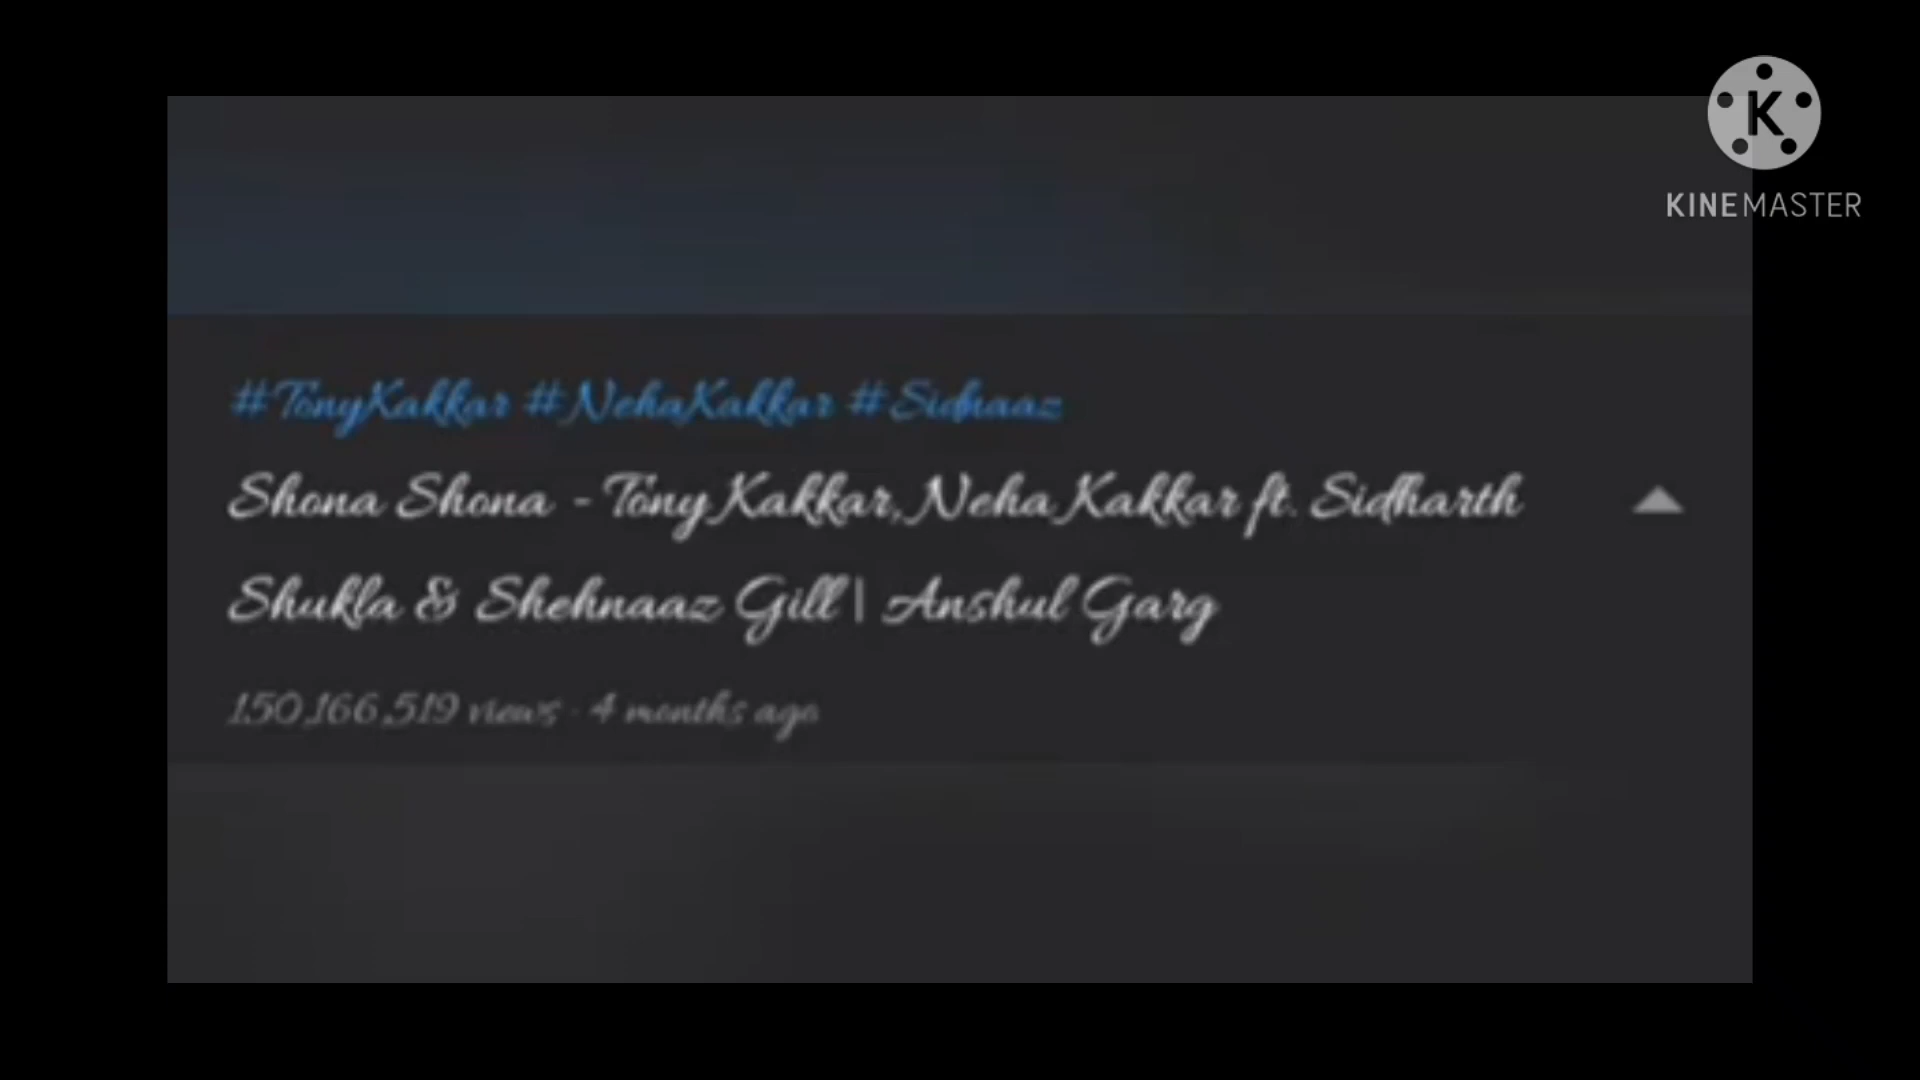 K
KINEMASTER
#TonyKakkar #NehaKakkar #Sidnaaz
Shona Shona - Tony Kakkar, Neha Kakkar ft. Sidharth
Shukla & Shehnaaz Gill | Anshul Garg
150,166,519 views · 4 months ago